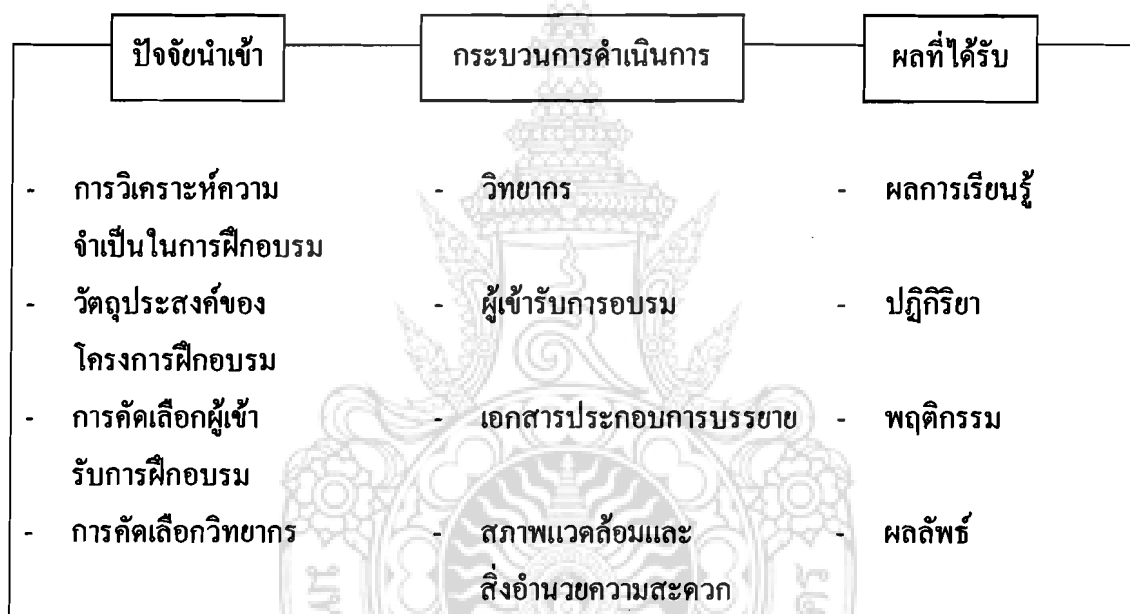 ปัจจัยนำเข้า กระบวนการดำเนินการ ผลที่ได้รับ
- การวิเคราะห์ความ - วิทยากร - ผลการเรียนรู้
จำเป็นในการฝึกอบรม
- วัตถุประสงค์ของ - ผู้เข้ารับการอบรม - ปฏิกิริยา
โครงการฝึกอบรม
- การคัดเลือกผู้เข้า - เอกสารประกอบการบรรยาย - พฤติกรรม
รับการฝึกอบรม
- การคัดเลือกวิทยากร - สภาพแวดล้อมและ - ผลลัพธ์
สิ่งอำนวยความสะดวก